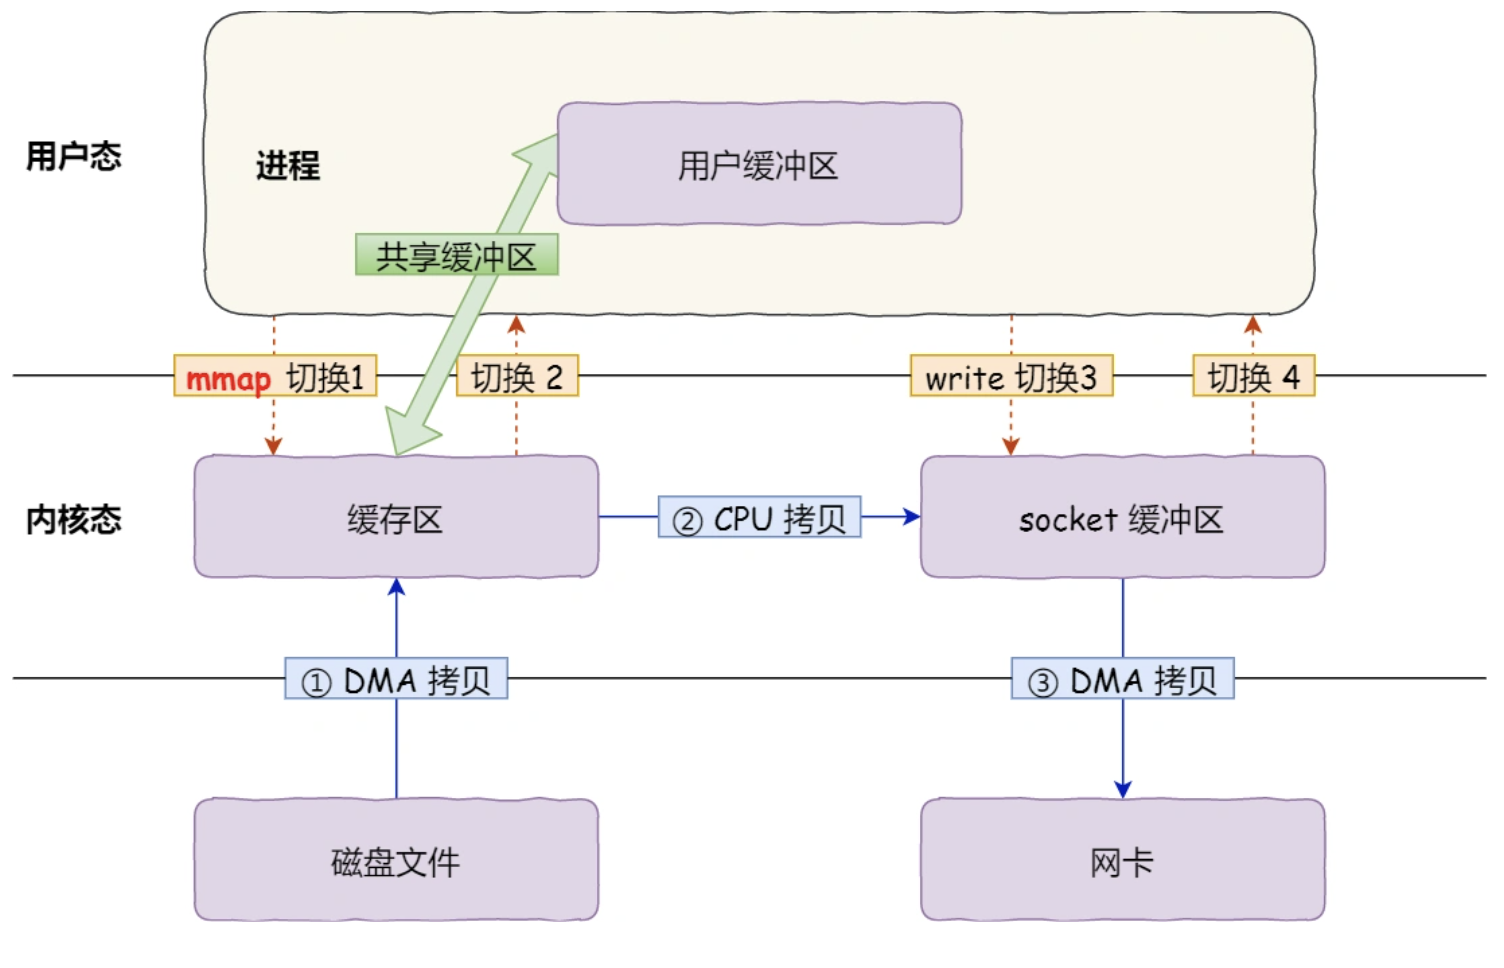 用户态
进程
用户缓冲区
共享缓冲区
mmap 切换1
切换 2
write 切换3
切换 4
内核态
缓存区
② CPU 拷贝
socket 缓冲区
① DMA 拷贝
③ DMA 拷贝
磁盘文件
网卡